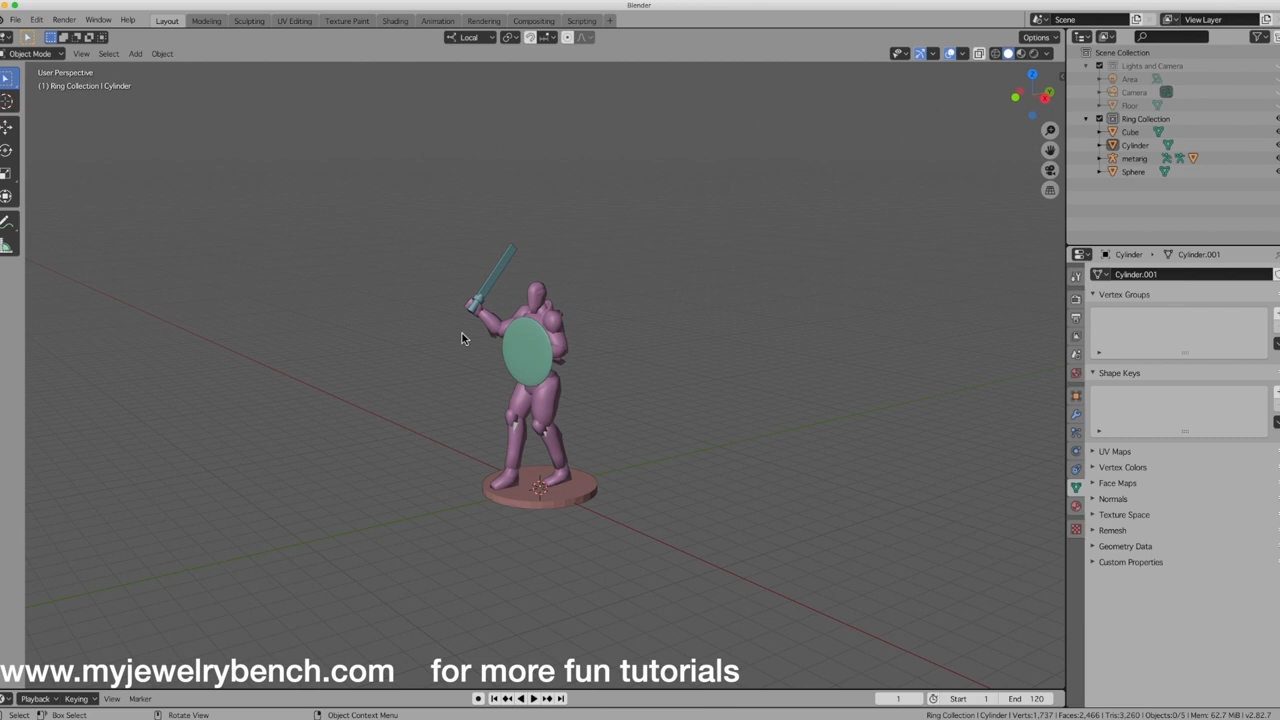 Blender
File Edit Render Window Help Layout Modeling Sculpting UV Editing Texture Paint Shading Animation Rendering Compositing Scripting + Scene View Layer
Local Options
Object Mode View Select Add Object
User Perspective
(1) Ring Collection | Cylinder
Z
Y
X
Scene Collection
Lights and Camera
Area
Camera
Floor
Ring Collection
Cube
Cylinder
metarig
Sphere
Cylinder Cylinder.001
Cylinder.001
Vertex Groups
Shape Keys
UV Maps
Vertex Colors
Face Maps
Normals
Texture Space
Remesh
Geometry Data
Custom Properties
www.myjewelrybench.com for more fun tutorials
Playback Keying View Marker 1 Start 1 End 120
Select Box Select Rotate View Object Context Menu Ring Collection | Cylinder | Verts:1,737 | Faces:2,466 | Tris:3,260 | Objects:0/5 | Mem: 62.7 MiB | v2.82.7